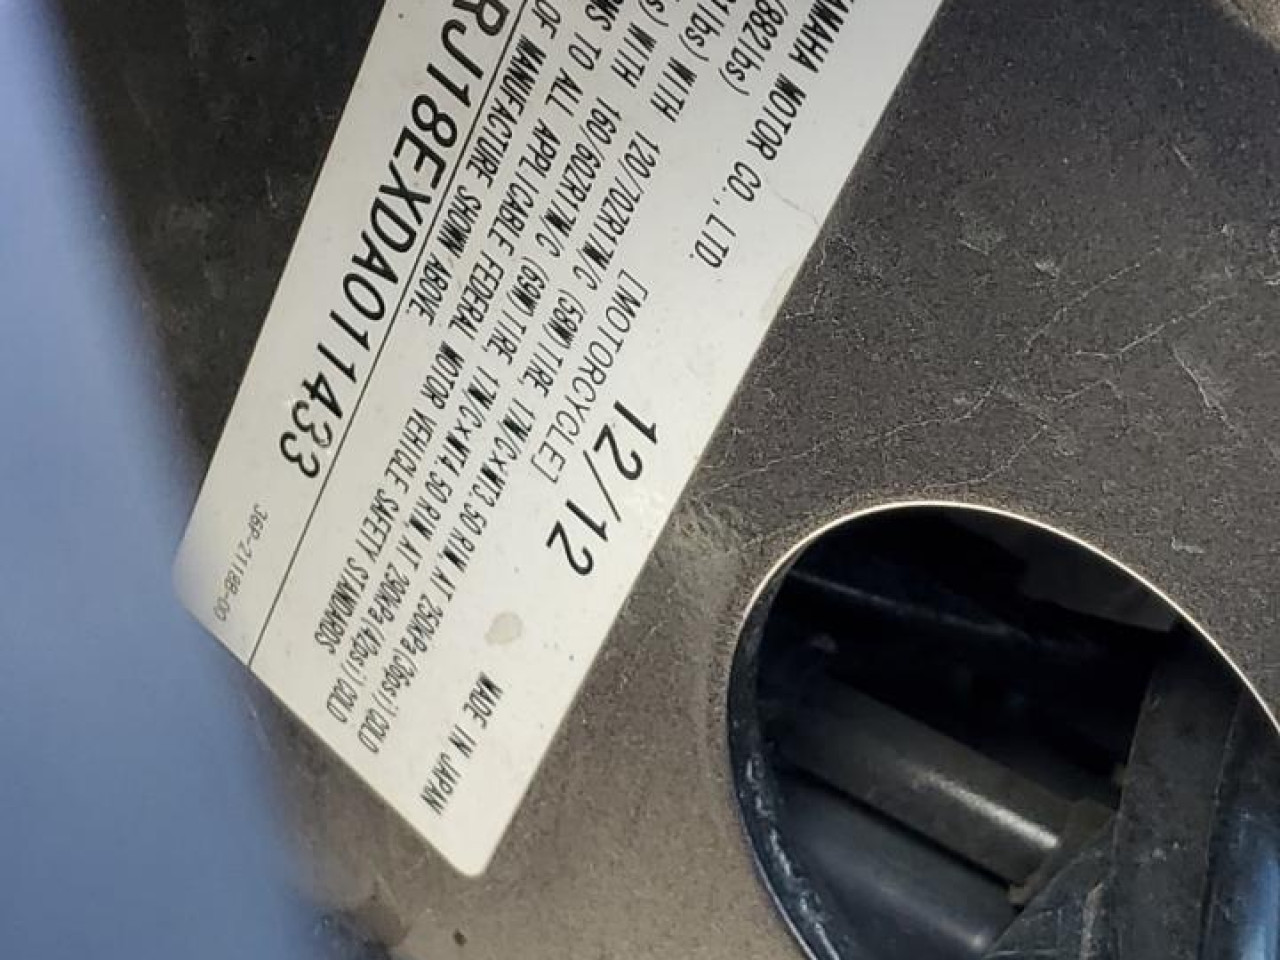 YAMAHA MOTOR CO., LTD. 12/12 MADE IN JAPAN
(882lbs) [MOTORCYCLE]
lbs) WITH 120/70ZR17M/C (58W) TIRE, 17M/CxMT3.50 RIM, AT 250kPa(36psi) COLD
s) WITH 160/60ZR17M/C (69W) TIRE, 17M/CxMT4.50 RIM, AT 290kPa(42psi) COLD
MS TO ALL APPLICABLE FEDERAL MOTOR VEHICLE SAFETY STANDARDS
OF MANUFACTURE SHOWN ABOVE.
RJ18EXDA011433
36P-2118B-00